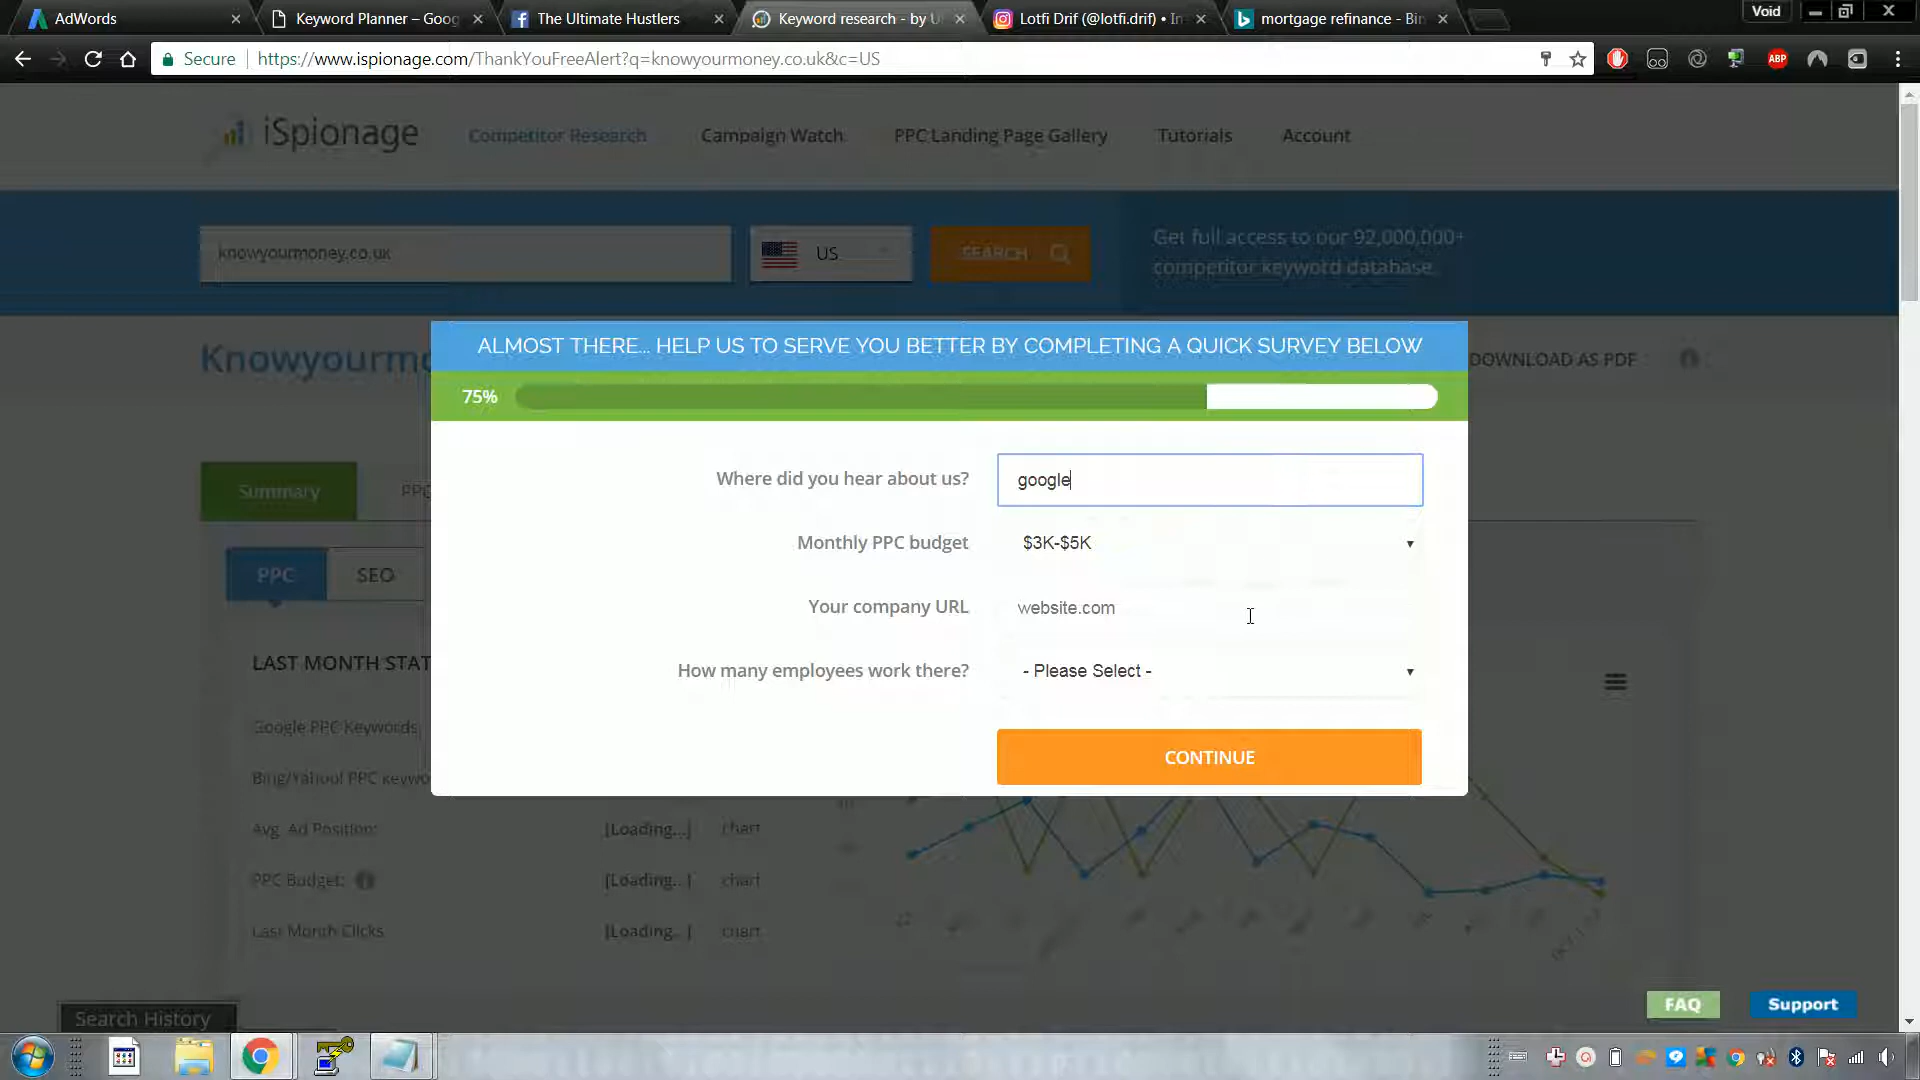 AdWords
Keyword Planner – Goog
The Ultimate Hustlers
Keyword research - by U
Lotfi Drif (@lotfi.drif) • In
mortgage refinance - Bin
Void
Secure
https://www.ispionage.com/ThankYouFreeAlert?q=knowyourmoney.co.uk&c=US
ABP
iSpionage
Competitor Research
Campaign Watch
PPC Landing Page Gallery
Tutorials
Account
knowyourmoney.co.uk
US
SEARCH
Get full access to our 92,000,000+
competitor keyword database.
Knowyourm
DOWNLOAD AS PDF
ALMOST THERE... HELP US TO SERVE YOU BETTER BY COMPLETING A QUICK SURVEY BELOW
75%
Where did you hear about us?
google
Monthly PPC budget
$3K-$5K
Your company URL
website.com
How many employees work there?
- Please Select -
CONTINUE
Summary
PPC
PPC
SEO
LAST MONTH STAT
Google PPC Keywords
Bing/Yahoo PPC keywo
Avg. Ad Position:
[Loading...]
chart
PPC Budget:
[Loading...]
chart
Last Month Clicks
[Loading...]
chart
Search History
FAQ
Support